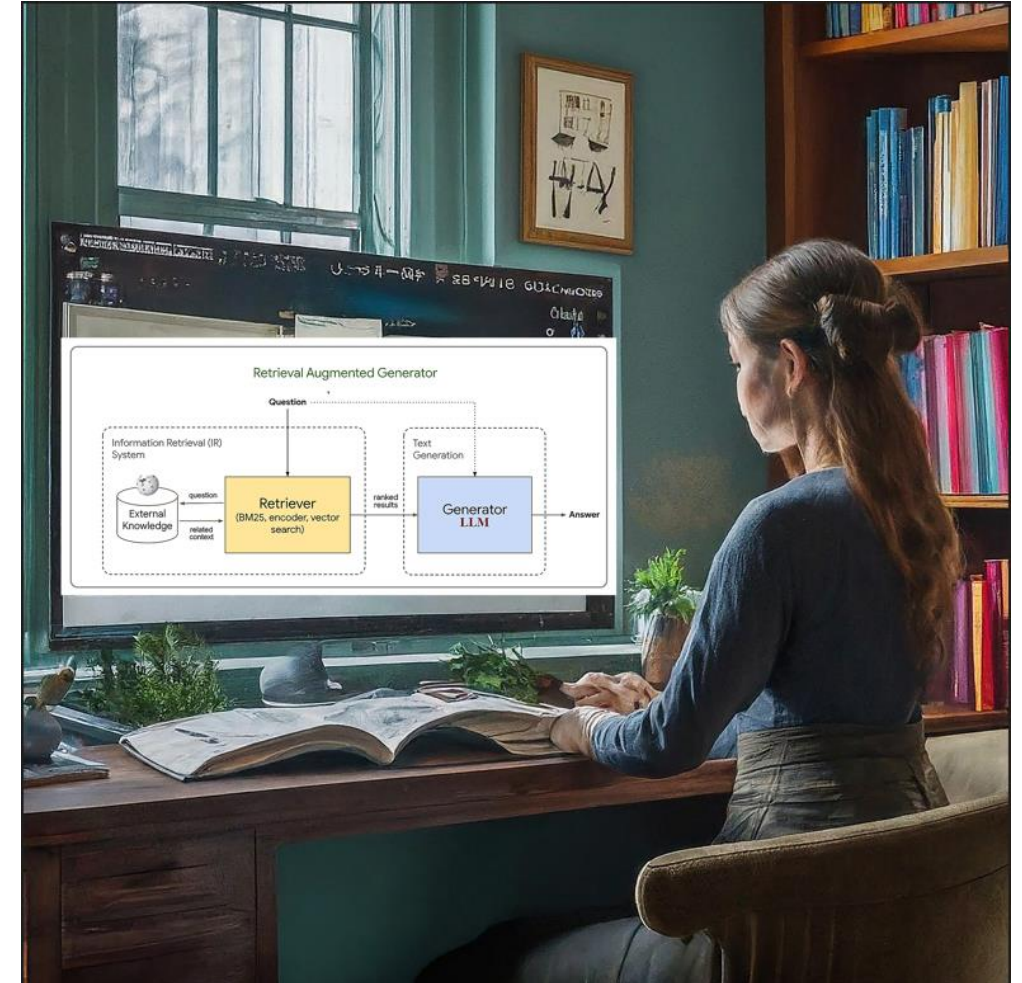 Retrieval Augmented Generator
Question
Information Retrieval (IR)
System
Text
Generation
External
Knowledge
question
related
context
Retriever
(BM25, encoder, vector
search)
ranked
results
Generator
LLM
Answer